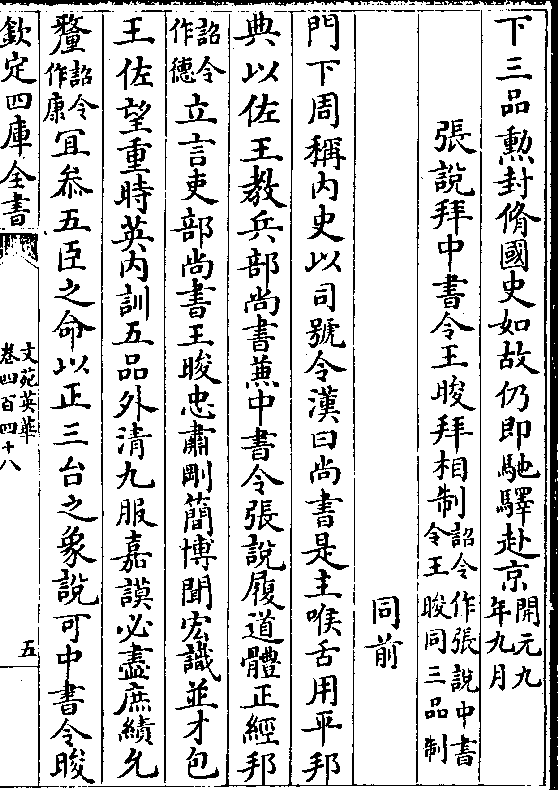 下三品勲封脩國史如故仍即馳驛赴京開元九
年九月
張說拜中書令王晙拜相制詔令作張說中書
令王晙同三品制
同前
門下周稱内史以司號令漢曰尚書是主喉舌用平邦
典以佐王教兵部尚書兼中書令張說履道體正經邦
詔令
作德立言吏部尚書王晙忠肅剛簡博聞宏識並才包
王佐望重時英内訓五品外清九服嘉謨必盡庶績允
釐詔令
作康宜叅五臣之命以正三台之象說可中書令晙
欽定四庫全書
文苑英華
卷四百四十八
五